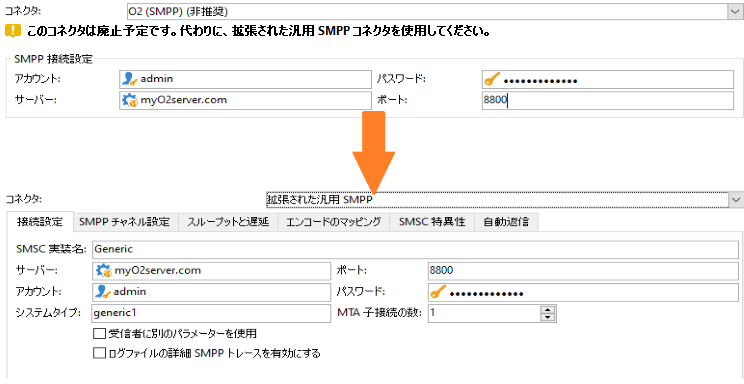 コネクタ: O2 (SMPP) (非推奨)
このコネクタは廃止予定です。代わりに、拡張された汎用 SMPP コネクタを使用してください。
SMPP 接続設定
アカウント: admin パスワード: •••••••••••••
サーバー: myO2server.com ポート: 8800
コネクタ: 拡張された汎用 SMPP
接続設定 SMPP チャネル設定 スループットと遅延 エンコードのマッピング SMSC 特異性 自動返信
SMSC 実装名: Generic
サーバー: myO2server.com ポート: 8800
アカウント: admin パスワード: •••••••••••••
システムタイプ: generic1 MTA 子接続の数: 1
受信者に別のパラメーターを使用
ログファイルの詳細 SMPP トレースを有効にする